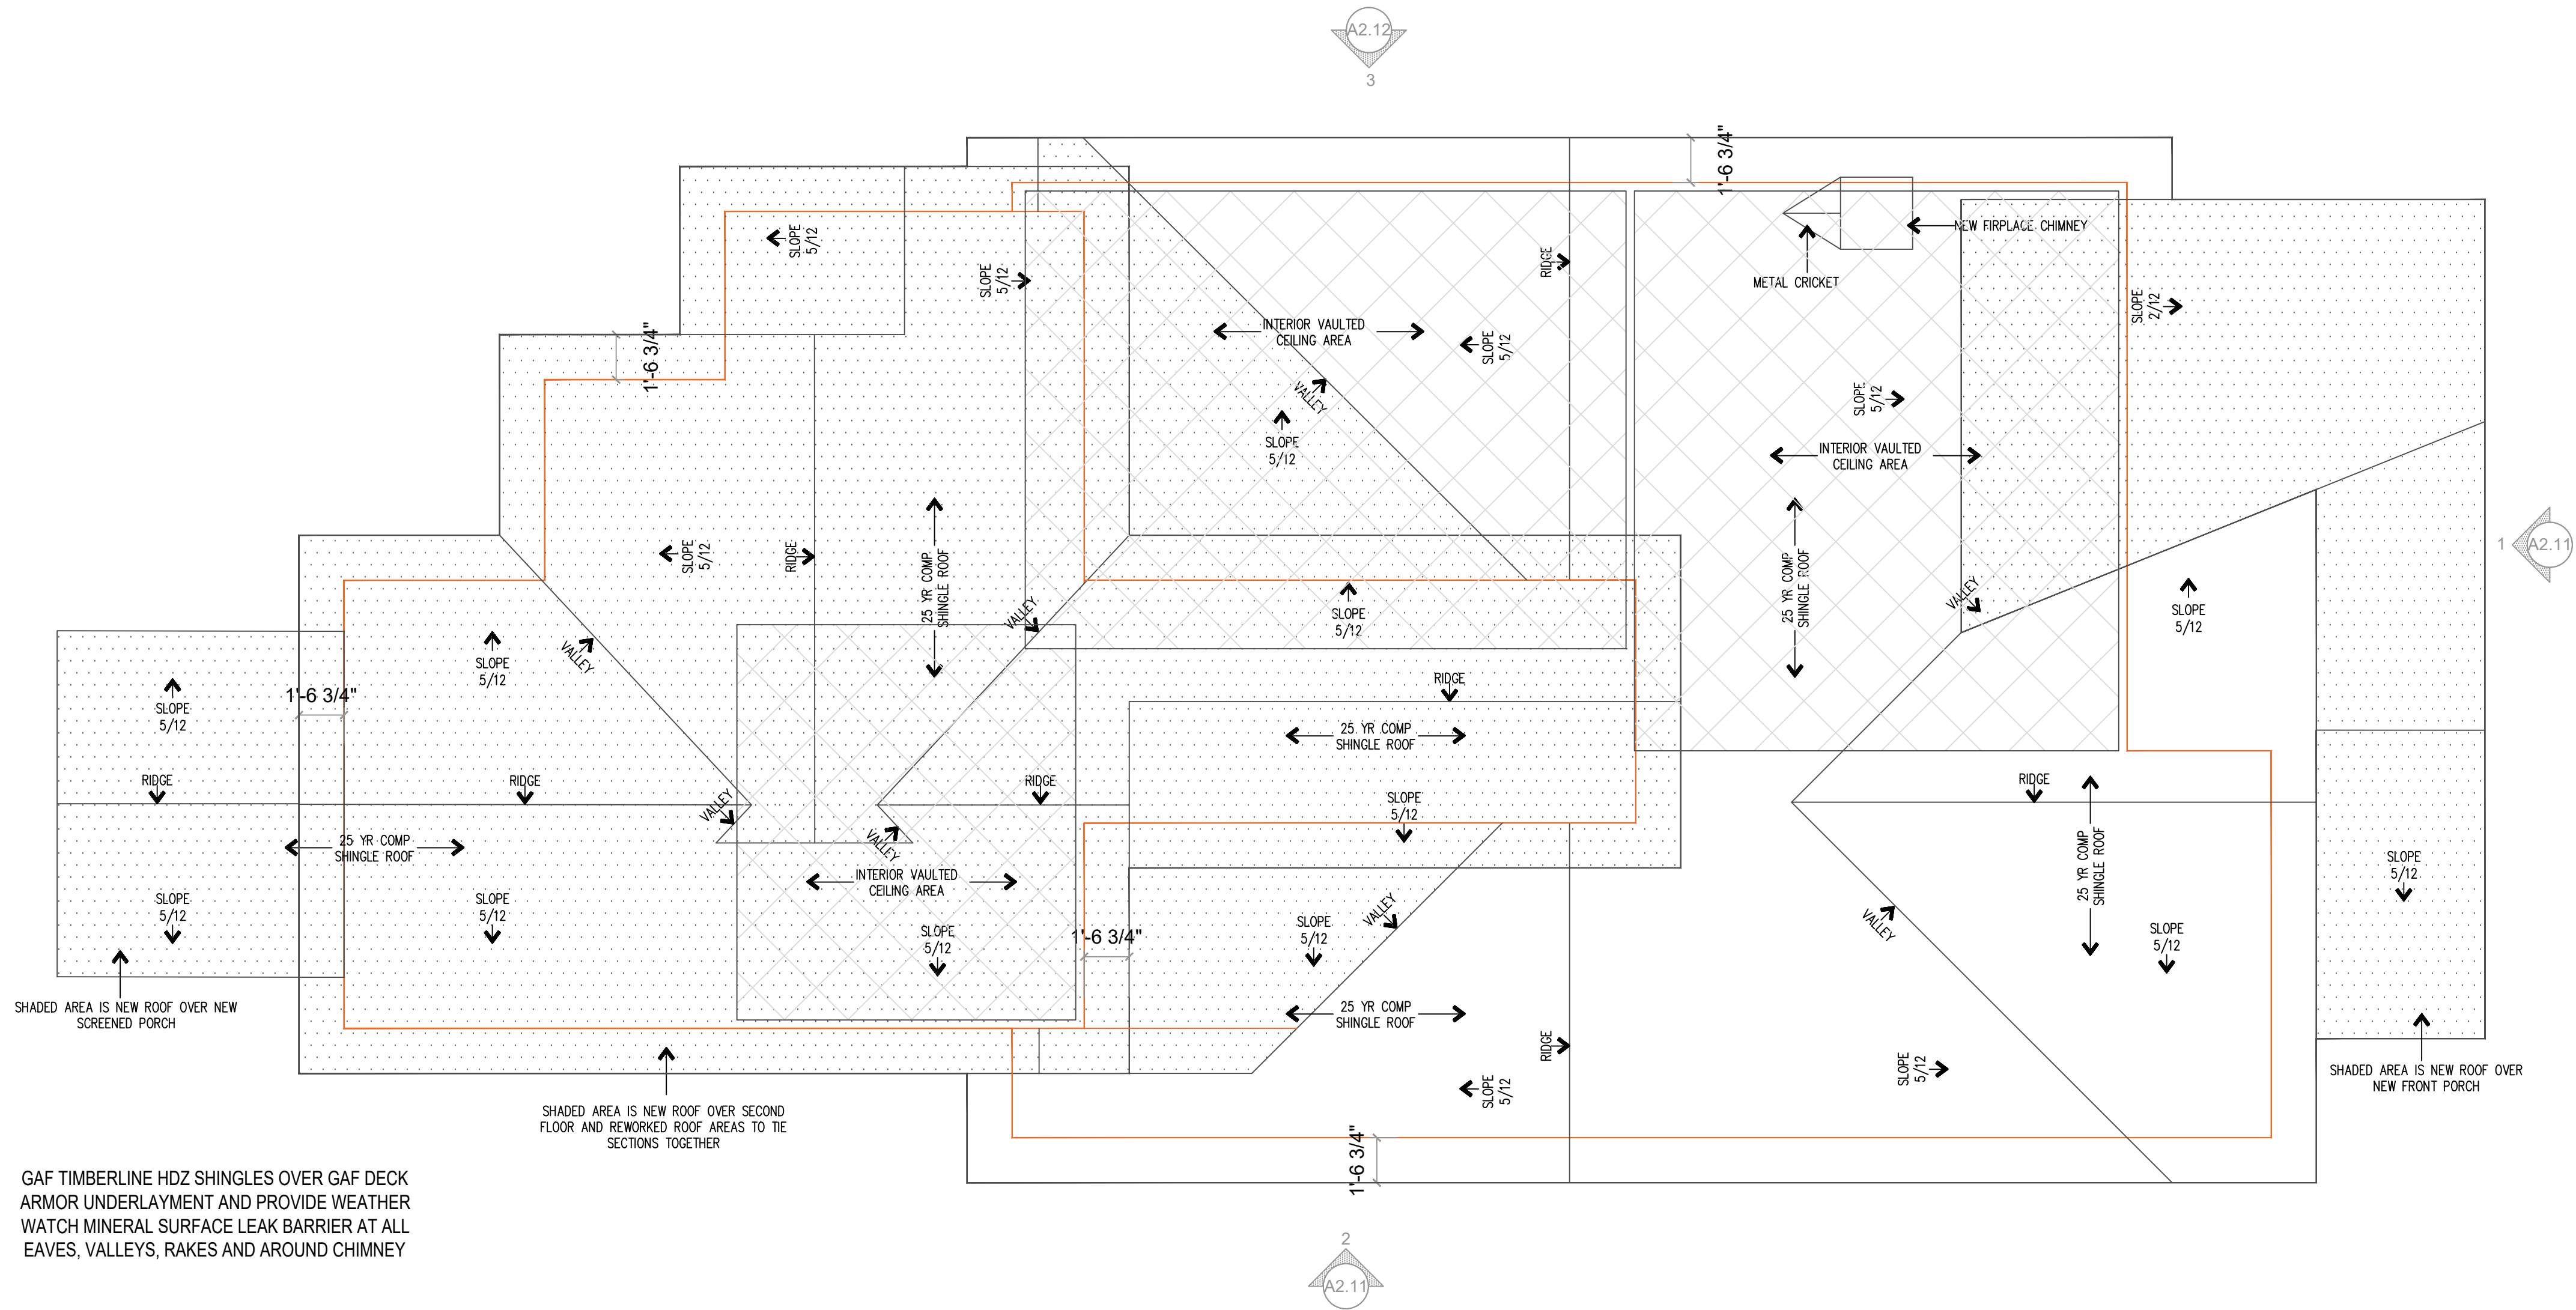 A2.12
3
1'-6 3/4"
SLOPE
5/12
SLOPE
5/12
RIDGE
NEW FIRPLACE CHIMNEY
METAL CRICKET
SLOPE
2/12
1'-6 3/4"
INTERIOR VAULTED
CEILING AREA
SLOPE
5/12
VALLEY
SLOPE
5/12
SLOPE
5/12
INTERIOR VAULTED
CEILING AREA
SLOPE
5/12
RIDGE
25 YR COMP
SHINGLE ROOF
25 YR COMP
SHINGLE ROOF
1
A2.11
VALLEY
SLOPE
5/12
VALLEY
SLOPE
5/12
SLOPE
5/12
VALLEY
1'-6 3/4"
SLOPE
5/12
RIDGE
25 YR COMP
SHINGLE ROOF
RIDGE
RIDGE
RIDGE
RIDGE
VALLEY
SLOPE
5/12
VALLEY
25 YR COMP
SHINGLE ROOF
25 YR COMP
SHINGLE ROOF
SLOPE
5/12
INTERIOR VAULTED
CEILING AREA
SLOPE
5/12
SLOPE
5/12
SLOPE
5/12
1'-6 3/4"
SLOPE
5/12
VALLEY
VALLEY
SLOPE
5/12
SHADED AREA IS NEW ROOF OVER NEW
SCREENED PORCH
25 YR COMP
SHINGLE ROOF
RIDGE
SLOPE
5/12
SLOPE
5/12
SHADED AREA IS NEW ROOF OVER
NEW FRONT PORCH
SHADED AREA IS NEW ROOF OVER SECOND
FLOOR AND REWORKED ROOF AREAS TO TIE
SECTIONS TOGETHER
1'-6 3/4"
GAF TIMBERLINE HDZ SHINGLES OVER GAF DECK
ARMOR UNDERLAYMENT AND PROVIDE WEATHER
WATCH MINERAL SURFACE LEAK BARRIER AT ALL
EAVES, VALLEYS, RAKES AND AROUND CHIMNEY
2
A2.11